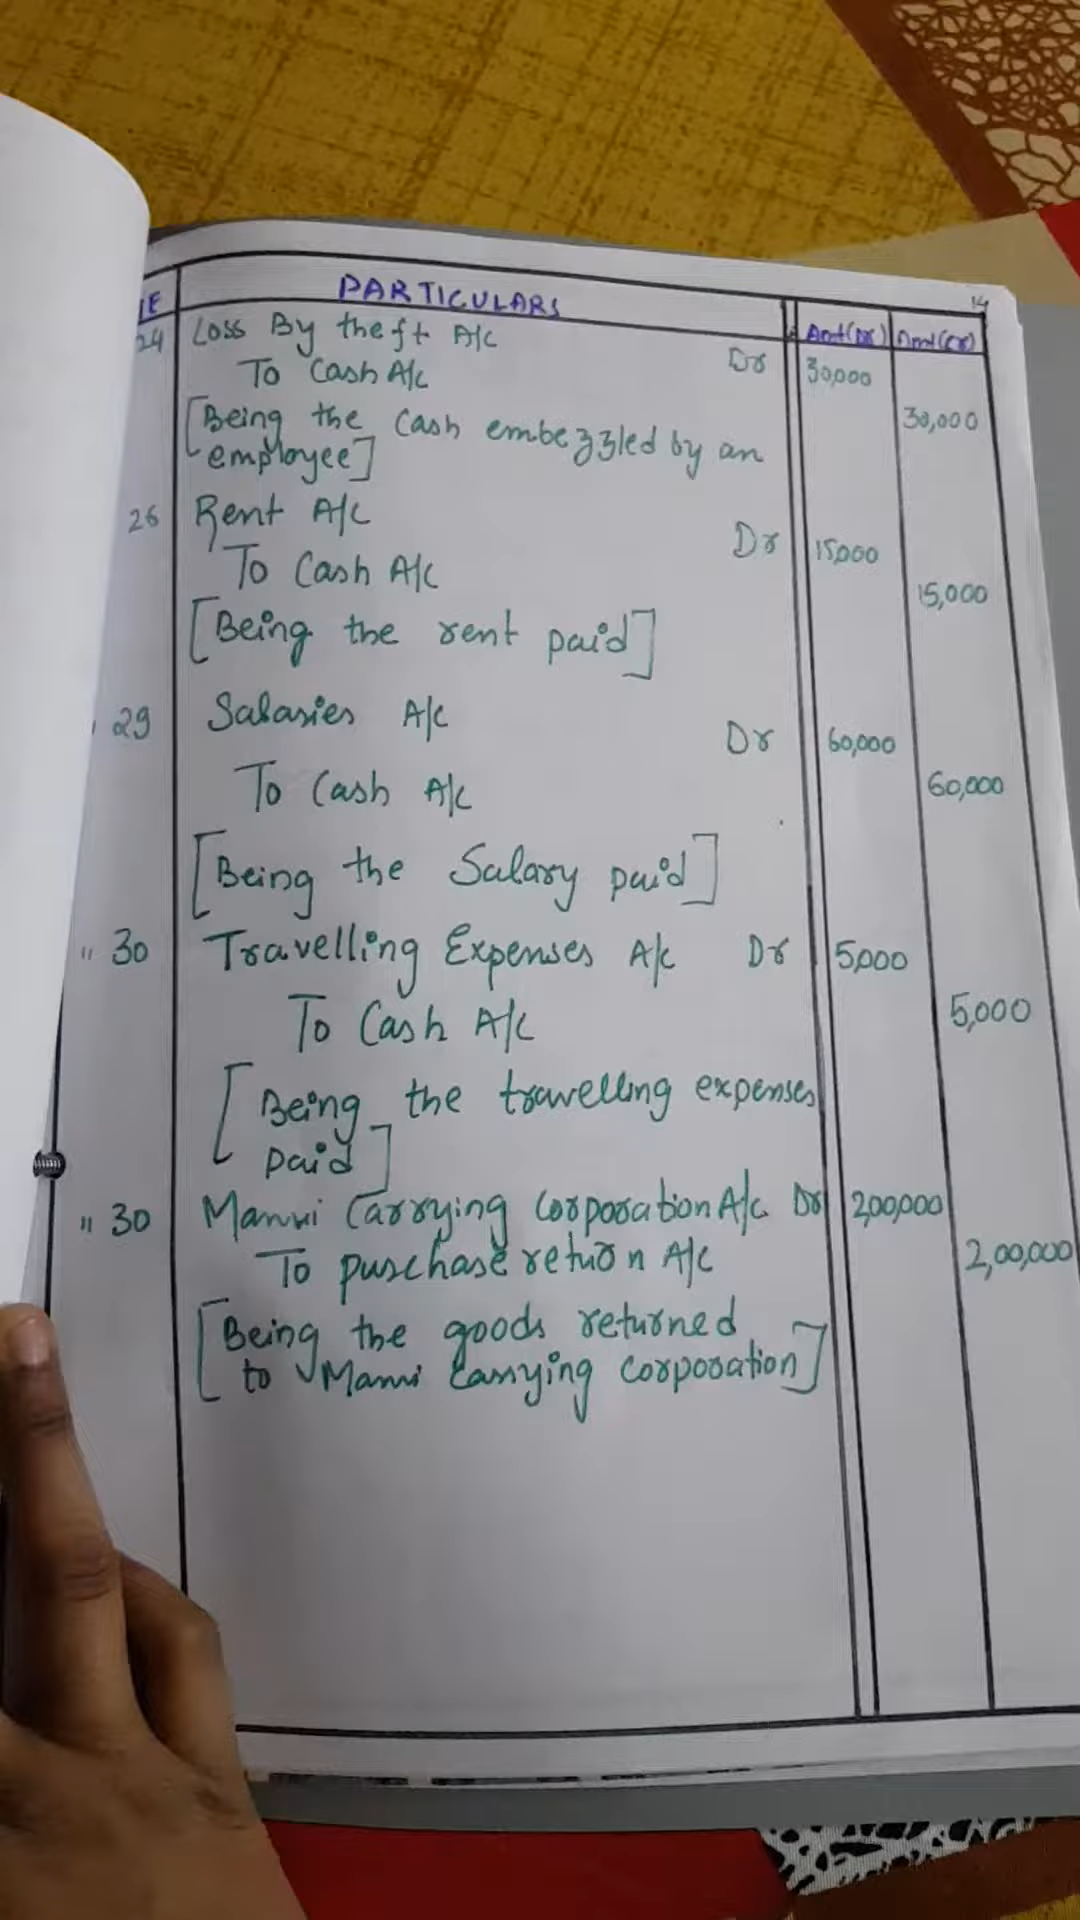 14
TE PARTICULARS Amt(Dr) Amt(Cr)
24 Loss By theft A/c Dr 30,000
To Cash A/c 30,000
[Being the cash embezzled by an
employee]
26 Rent A/c Dr 15,000
To Cash A/c 15,000
[Being the rent paid]
29 Salaries A/c Dr 60,000
To Cash A/c 60,000
[Being the Salary paid]
" 30 Travelling Expenses A/c Dr 5,000
To Cash A/c 5,000
[Being the travelling expenses
paid]
" 30 Manvi Carrying Corporation A/c Dr 2,00,000
To purchase return A/c 2,00,000
[Being the goods returned
to Manvi Carrying corporation]